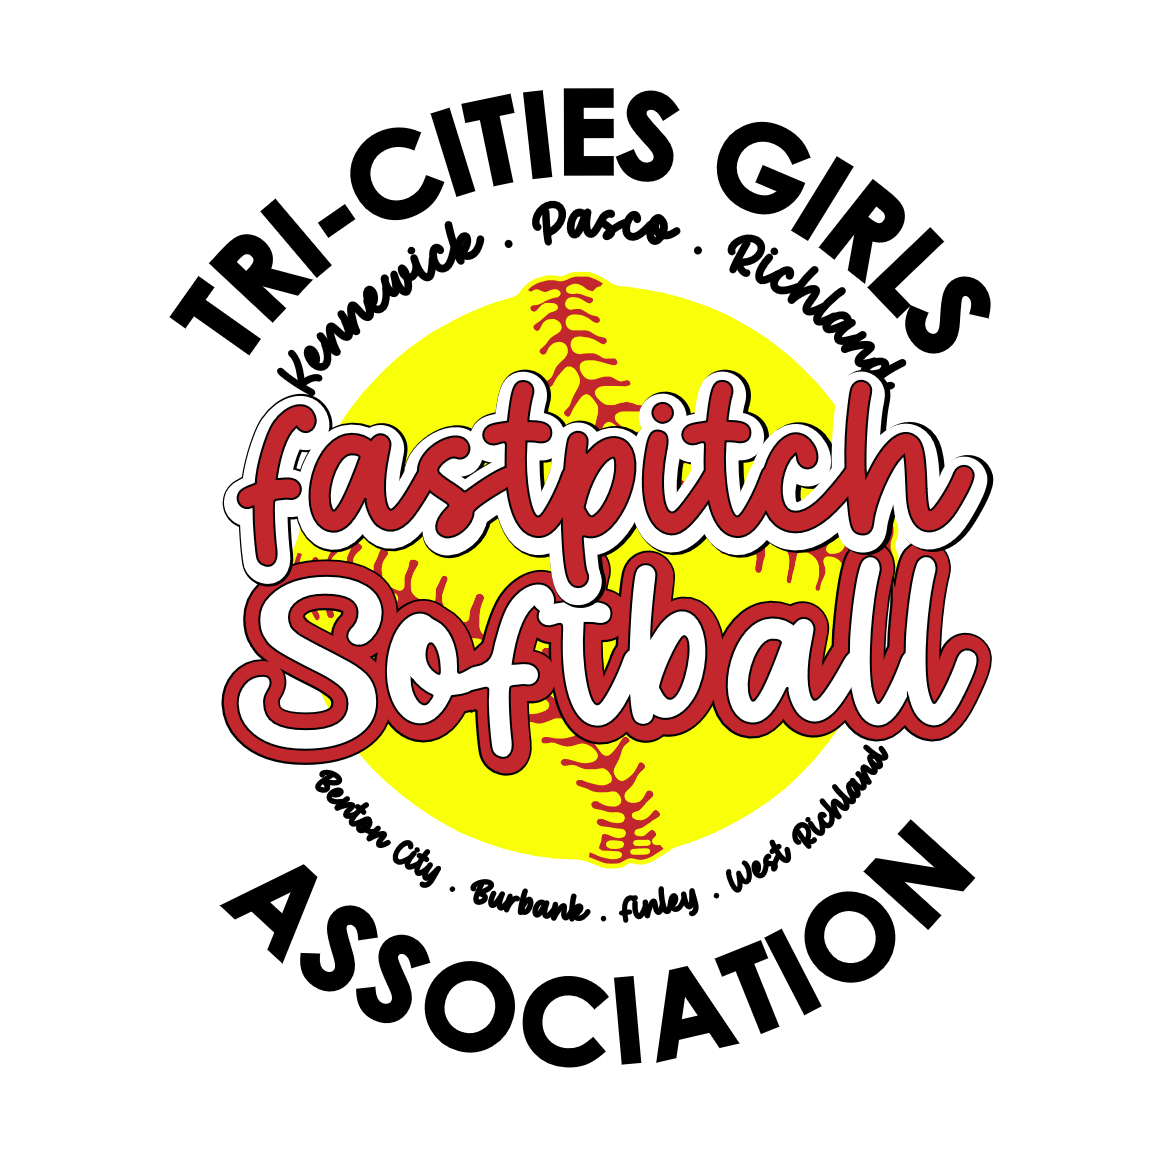 TRI-CITIES GIRLS
Kennewick . Pasco . Richland
fastpitch
Softball
Benton City . Burbank . Finley . West Richland
ASSOCIATION